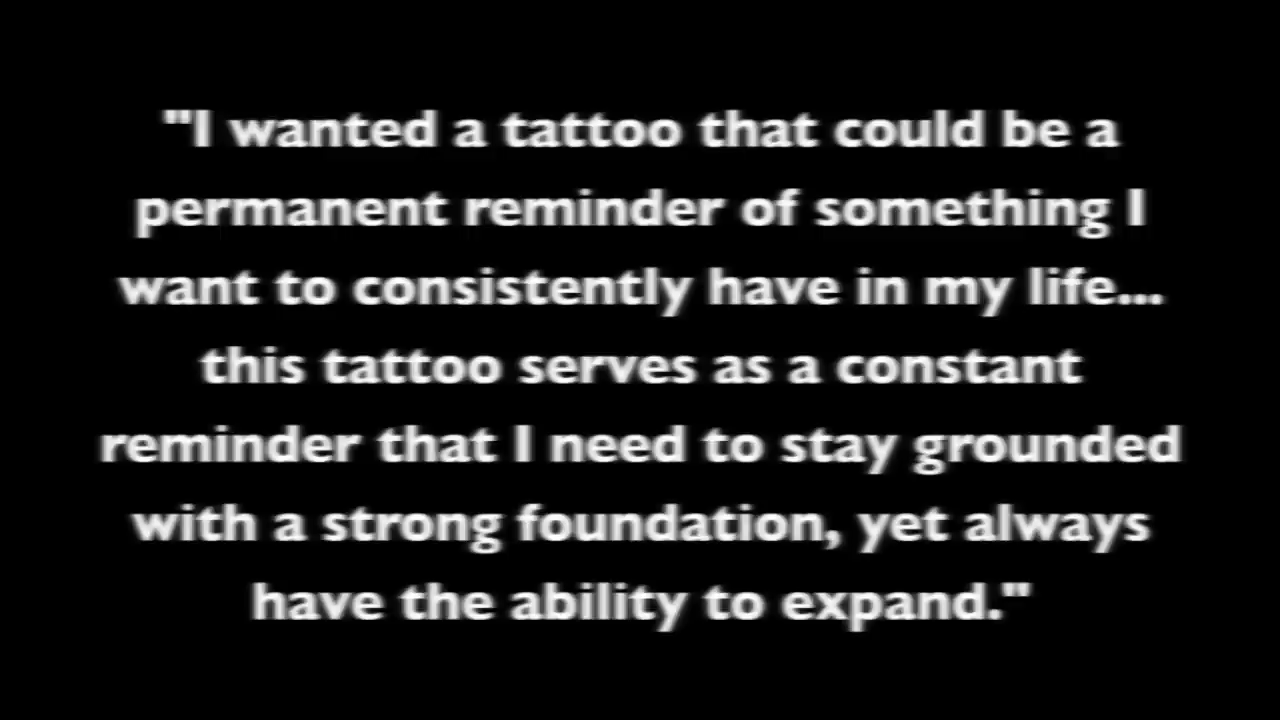 "I wanted a tattoo that could be a
permanent reminder of something I
want to consistently have in my life...
this tattoo serves as a constant
reminder that I need to stay grounded
with a strong foundation, yet always
have the ability to expand."